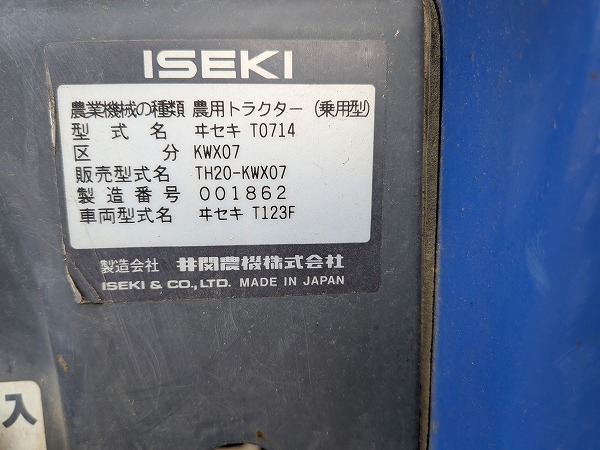 ISEKI
農業機械の種類 農用トラクター (乗用型)
型式名 ヰセキ T0714
区分 KWX07
販売型式名 TH20-KWX07
製造番号 001862
車両型式名 ヰセキ T123F
製造会社 井関農機株式会社
ISEKI & CO., LTD. MADE IN JAPAN
入